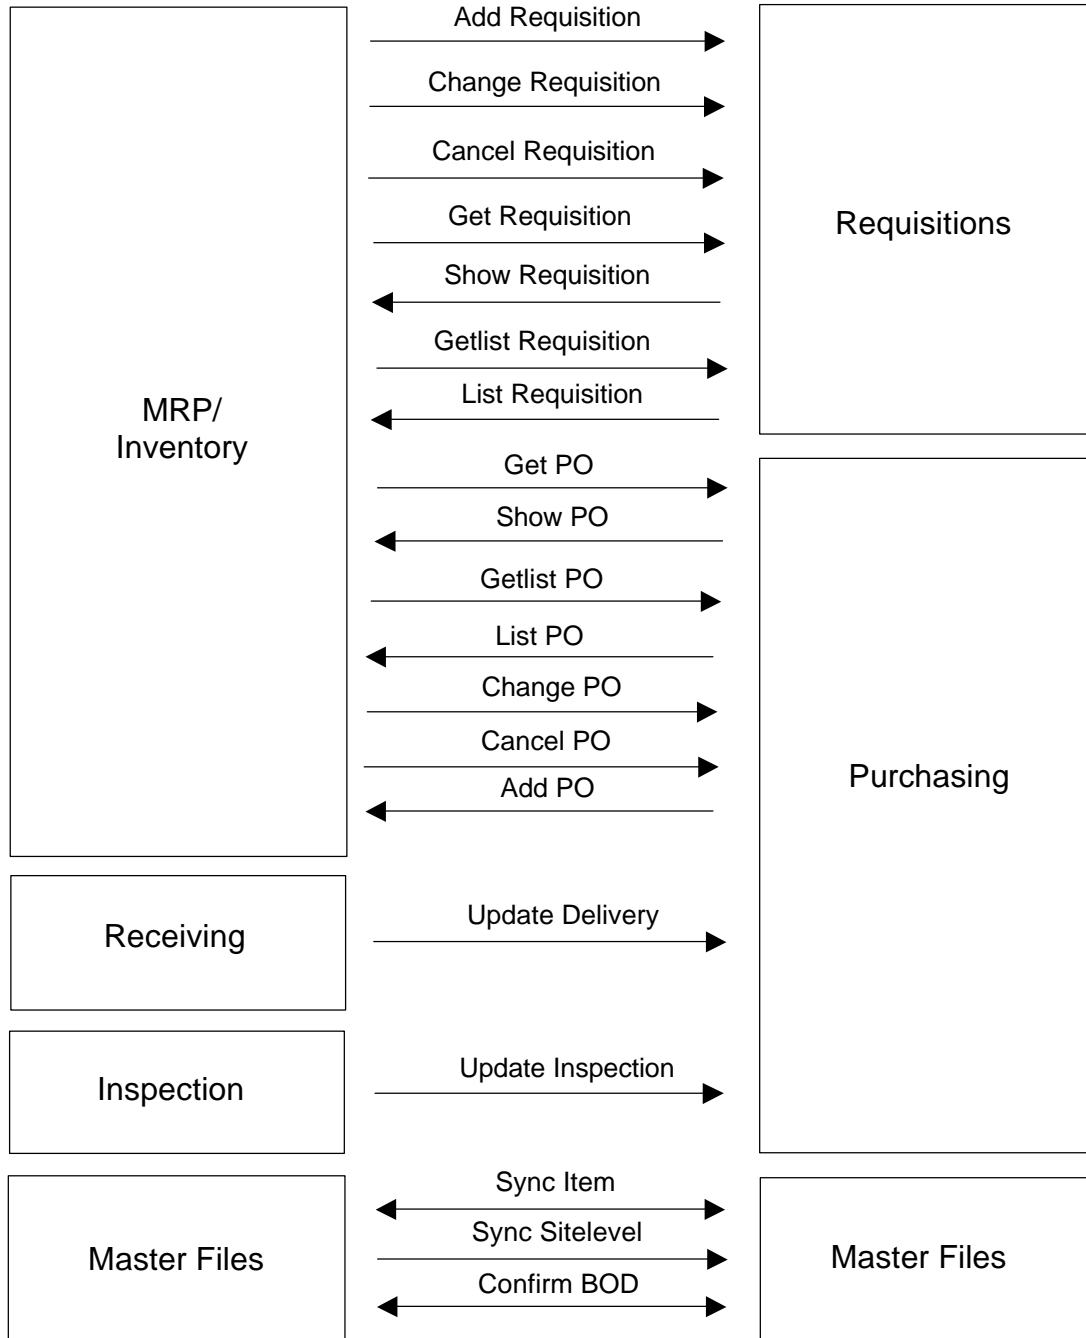 Add Requisition
Change Requisition
Cancel Requisition
Get Requisition
Show Requisition
Getlist Requisition
List Requisition
MRP/
Inventory
Requisitions
Get PO
Show PO
Getlist PO
List PO
Change PO
Cancel PO
Add PO
Purchasing
Receiving
Update Delivery
Inspection
Update Inspection
Master Files
Sync Item
Sync Sitelevel
Confirm BOD
Master Files